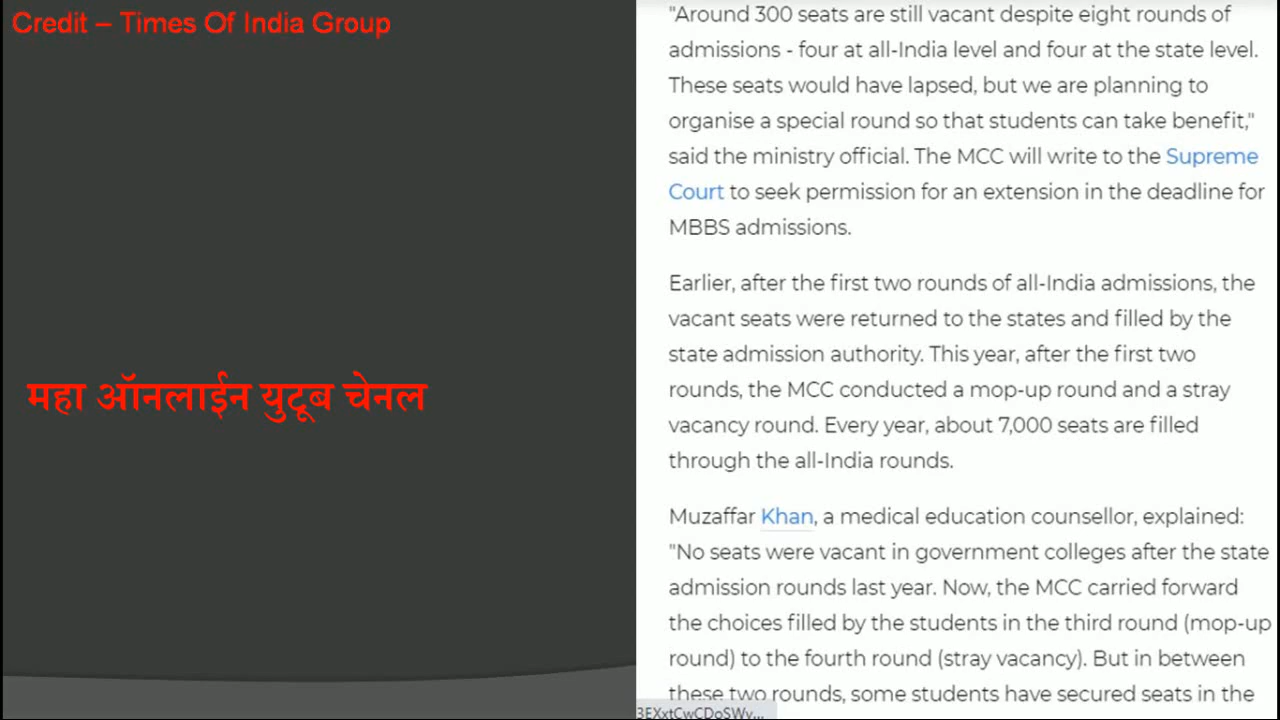 Credit – Times Of India Group
महा ऑनलाईन युटूब चेनल
"Around 300 seats are still vacant despite eight rounds of
admissions - four at all-India level and four at the state level.
These seats would have lapsed, but we are planning to
organise a special round so that students can take benefit,"
said the ministry official. The MCC will write to the Supreme
Court to seek permission for an extension in the deadline for
MBBS admissions.
Earlier, after the first two rounds of all-India admissions, the
vacant seats were returned to the states and filled by the
state admission authority. This year, after the first two
rounds, the MCC conducted a mop-up round and a stray
vacancy round. Every year, about 7,000 seats are filled
through the all-India rounds.
Muzaffar Khan, a medical education counsellor, explained:
"No seats were vacant in government colleges after the state
admission rounds last year. Now, the MCC carried forward
the choices filled by the students in the third round (mop-up
round) to the fourth round (stray vacancy). But in between
these two rounds, some students have secured seats in the
3EXxtCwCDoSWv...